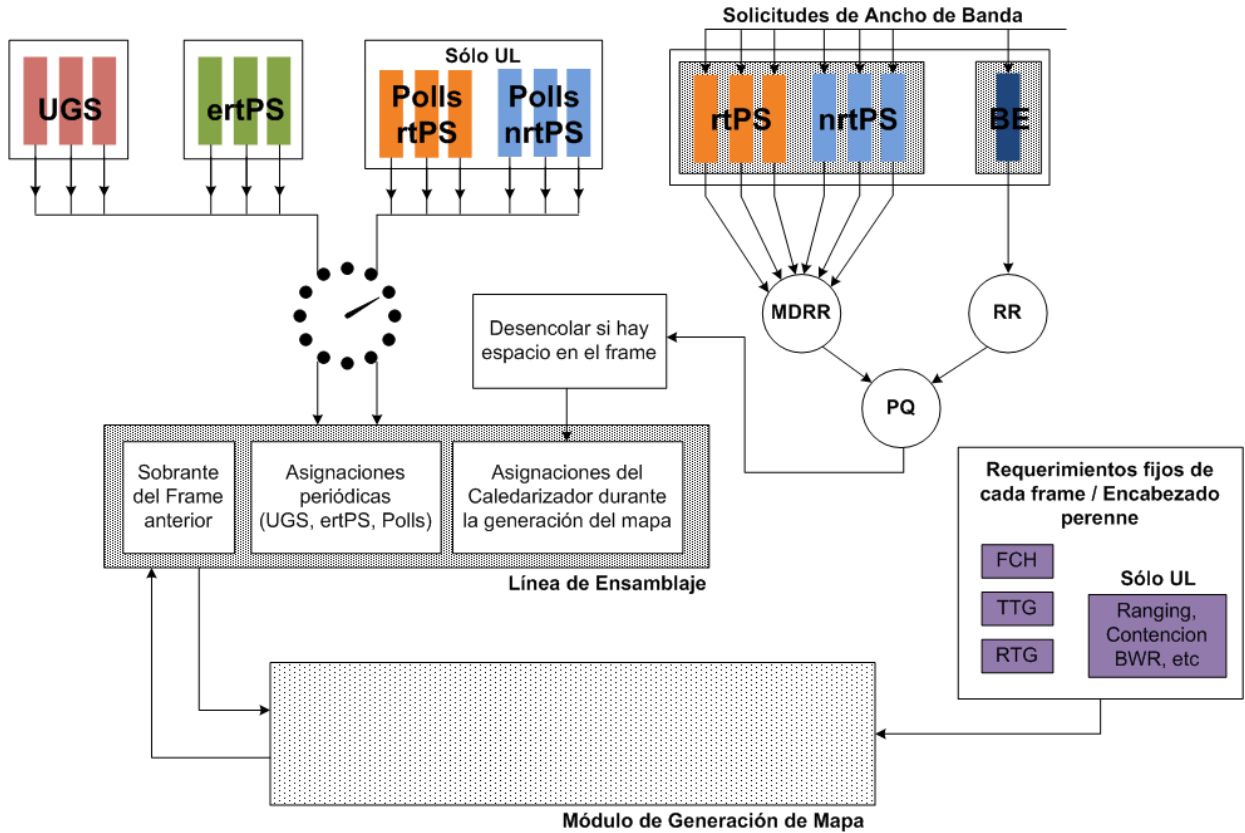 Solicitudes de Ancho de Banda
Sólo UL
UGS
ertPS
Polls
rtPS
Polls
nrtPS
rtPS
nrtPS
BE
MDRR
RR
Desencolar si hay
espacio en el frame
PQ
Sobrante
del Frame
anterior
Asignaciones
periódicas
(UGS, ertPS, Polls)
Asignaciones del
Caledarizador durante
la generación del mapa
Línea de Ensamblaje
Requerimientos fijos de
cada frame / Encabezado
perenne
FCH
TTG
RTG
Sólo UL
Ranging,
Contencion
BWR, etc
Módulo de Generación de Mapa